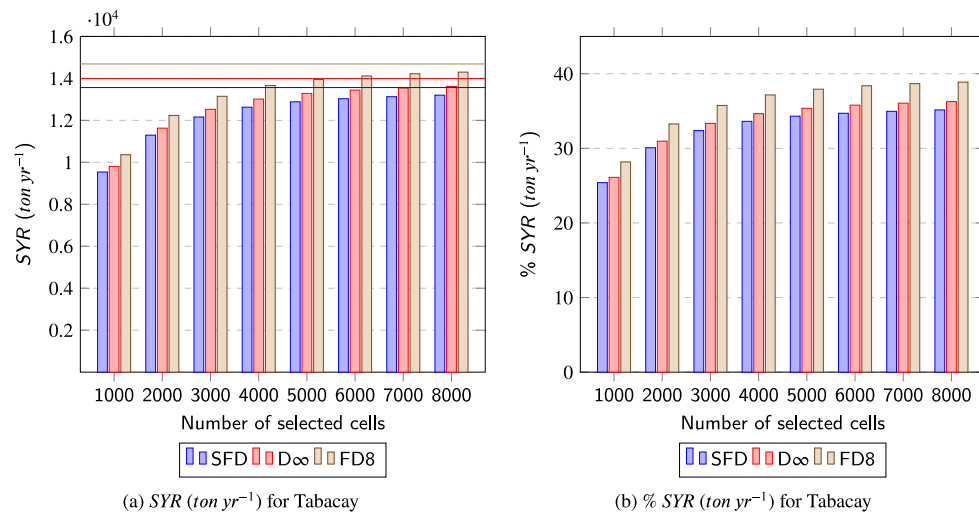 ·10⁴
1.6
1.4
1.2
1
0.8
0.6
0.4
0.2
SYR (ton yr⁻¹)
1000 2000 3000 4000 5000 6000 7000 8000
Number of selected cells
SFD D∞ FD8
(a) SYR (ton yr⁻¹) for Tabacay
40
30
20
10
0
% SYR (ton yr⁻¹)
1000 2000 3000 4000 5000 6000 7000 8000
Number of selected cells
SFD D∞ FD8
(b) % SYR (ton yr⁻¹) for Tabacay